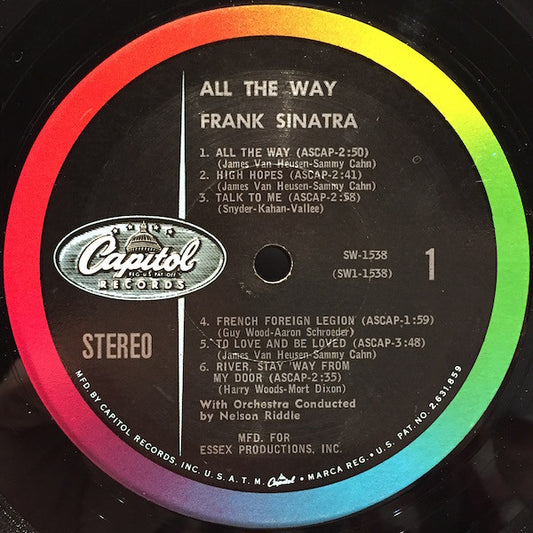 ALL THE WAY
FRANK SINATRA
1. ALL THE WAY (ASCAP-2:50)
(James Van Heusen-Sammy Cahn)
2. HIGH HOPES (ASCAP-2:41)
(James Van Heusen-Sammy Cahn)
3. TALK TO ME (ASCAP-2:58)
(Snyder-Kahan-Vallee)
Capitol
REG. U.S. PAT. OFF.
RECORDS
SW-1538
(SW1-1538)
1
STEREO
4. FRENCH FOREIGN LEGION (ASCAP-1:59)
(Guy Wood-Aaron Schroeder)
5. TO LOVE AND BE LOVED (ASCAP-3:48)
(James Van Heusen-Sammy Cahn)
6. RIVER, STAY 'WAY FROM
MY DOOR (ASCAP-2:35)
(Harry Woods-Mort Dixon)
With Orchestra Conducted
by Nelson Riddle
MFD. FOR
ESSEX PRODUCTIONS, INC.
MFD. BY CAPITOL RECORDS, INC. U. S. A. T. M. Capitol • MARCA REG. • U. S. PAT. NO. 2,631,859